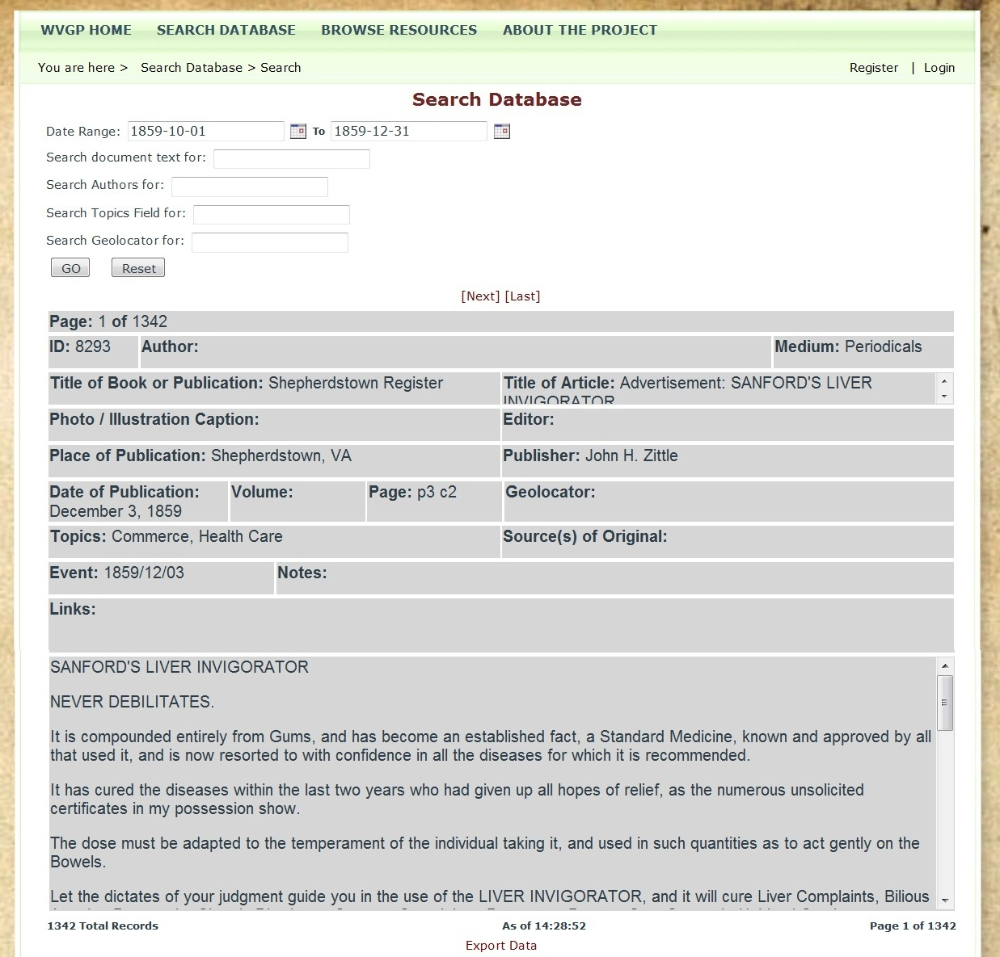 WVGP HOME SEARCH DATABASE BROWSE RESOURCES ABOUT THE PROJECT
You are here > Search Database > Search Register | Login
Search Database
Date Range: 1859-10-01 To 1859-12-31
Search document text for:
Search Authors for:
Search Topics Field for:
Search Geolocator for:
GO Reset
[Next] [Last]
Page: 1 of 1342
ID: 8293 Author: Medium: Periodicals
Title of Book or Publication: Shepherdstown Register Title of Article: Advertisement: SANFORD'S LIVER
INVIGORATOR
Photo / Illustration Caption: Editor:
Place of Publication: Shepherdstown, VA Publisher: John H. Zittle
Date of Publication: Volume: Page: p3 c2 Geolocator:
December 3, 1859
Topics: Commerce, Health Care Source(s) of Original:
Event: 1859/12/03 Notes:
Links:
SANFORD'S LIVER INVIGORATOR
NEVER DEBILITATES.
It is compounded entirely from Gums, and has become an established fact, a Standard Medicine, known and approved by all
that used it, and is now resorted to with confidence in all the diseases for which it is recommended.
It has cured the diseases within the last two years who had given up all hopes of relief, as the numerous unsolicited
certificates in my possession show.
The dose must be adapted to the temperament of the individual taking it, and used in such quantities as to act gently on the
Bowels.
Let the dictates of your judgment guide you in the use of the LIVER INVIGORATOR, and it will cure Liver Complaints, Bilious
1342 Total Records As of 14:28:52 Page 1 of 1342
Export Data